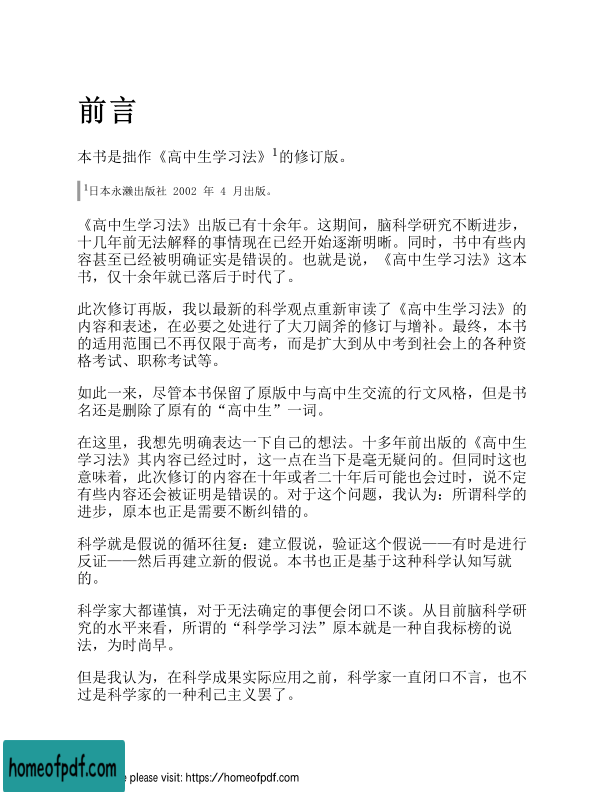 前言
本书是拙作《高中生学习法》1的修订版。
1日本永濑出版社 2002 年 4 月出版。
《高中生学习法》出版已有十余年。这期间，脑科学研究不断进步，
十几年前无法解释的事情现在已经开始逐渐明晰。同时，书中有些内
容甚至已经被明确证实是错误的。也就是说，《高中生学习法》这本
书，仅十余年就已落后于时代了。
此次修订再版，我以最新的科学观点重新审读了《高中生学习法》的
内容和表述，在必要之处进行了大刀阔斧的修订与增补。最终，本书
的适用范围已不再仅限于高考，而是扩大到从中考到社会上的各种资
格考试、职称考试等。
如此一来，尽管本书保留了原版中与高中生交流的行文风格，但是书
名还是删除了原有的“高中生”一词。
在这里，我想先明确表达一下自己的想法。十多年前出版的《高中生
学习法》其内容已经过时，这一点在当下是毫无疑问的。但同时这也
意味着，此次修订的内容在十年或者二十年后可能也会过时，说不定
有些内容还会被证明是错误的。对于这个问题，我认为：所谓科学的
进步，原本也正是需要不断纠错的。
科学就是假说的循环往复：建立假说，验证这个假说——有时是进行
反证——然后再建立新的假说。本书也正是基于这种科学认知写就
的。
科学家大都谨慎，对于无法确定的事便会闭口不谈。从目前脑科学研
究的水平来看，所谓的“科学学习法”原本就是一种自我标榜的说
法，为时尚早。
但是我认为，在科学成果实际应用之前，科学家一直闭口不言，也不
过是科学家的一种利己主义罢了。
homeofpdf.com
e please visit: https://homeofpdf.com